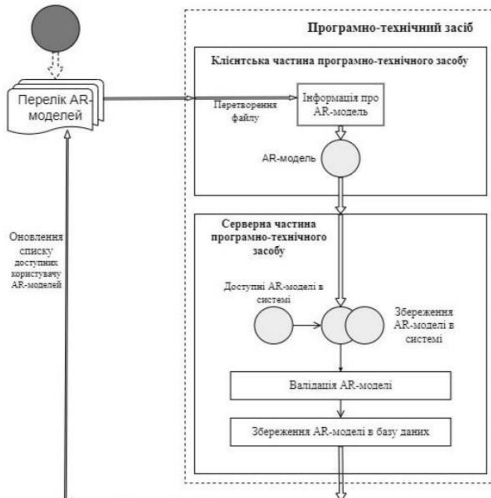 Програмно-технічний засіб
Клієнтська частина програмно-технічного засобу
Перелік AR-
моделей
Перетворення
файлу
Інформація про
AR-модель
AR-модель
Серверна частина
програмно-технічного
засобу
Оновлення
списку
доступних
користувачу
AR-моделей
Доступні AR-моделі в
системі
Збереження
AR-моделі в
системі
Валідація AR-моделі
Збереження AR-моделі в базу даних